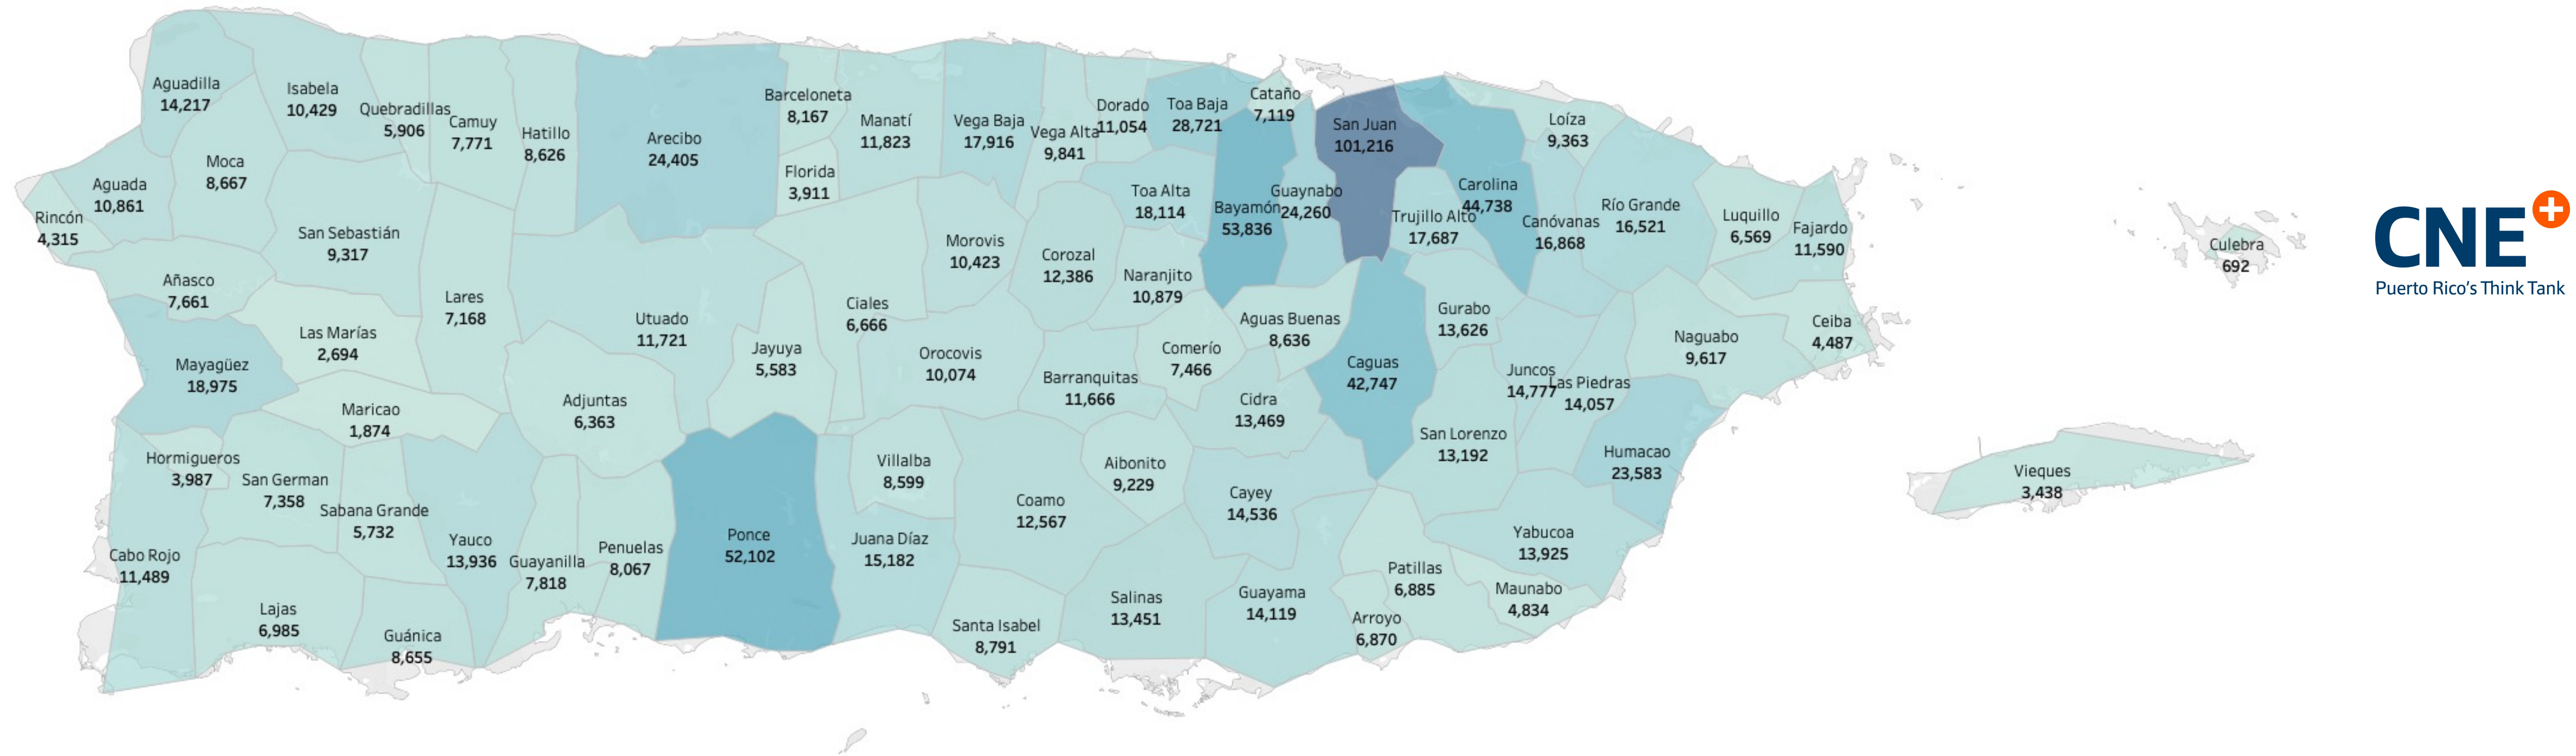 Aguadilla
14,217
Isabela
10,429
Quebradillas
5,906
Camuy
7,771
Hatillo
8,626
Arecibo
24,405
Barceloneta
8,167
Florida
3,911
Manatí
11,823
Vega Baja
17,916
Vega Alta
9,841
Dorado
11,054
Toa Baja
28,721
Cataño
7,119
San Juan
101,216
Loíza
9,363
Moca
8,667
Aguada
10,861
Rincón
4,315
San Sebastián
9,317
Añasco
7,661
Lares
7,168
Las Marías
2,694
Mayagüez
18,975
Maricao
1,874
Utuado
11,721
Jayuya
5,583
Ciales
6,666
Morovis
10,423
Corozal
12,386
Toa Alta
18,114
Naranjito
10,879
Bayamón
53,836
Guaynabo
24,260
Trujillo Alto
17,687
Carolina
44,738
Canóvanas
16,868
Río Grande
16,521
Luquillo
6,569
Fajardo
11,590
Culebra
692
Orocovis
10,074
Barranquitas
11,666
Comerío
7,466
Aguas Buenas
8,636
Caguas
42,747
Gurabo
13,626
Juncos
14,777
Las Piedras
14,057
Naguabo
9,617
Ceiba
4,487
Cidra
13,469
San Lorenzo
13,192
Humacao
23,583
Vieques
3,438
Adjuntas
6,363
Hormigueros
3,987
San German
7,358
Sabana Grande
5,732
Yauco
13,936
Guayanilla
7,818
Penuelas
8,067
Ponce
52,102
Villalba
8,599
Juana Díaz
15,182
Coamo
12,567
Aibonito
9,229
Cayey
14,536
Yabucoa
13,925
Cabo Rojo
11,489
Lajas
6,985
Guánica
8,655
Santa Isabel
8,791
Salinas
13,451
Guayama
14,119
Patillas
6,885
Arroyo
6,870
Maunabo
4,834
CNE+
Puerto Rico's Think Tank